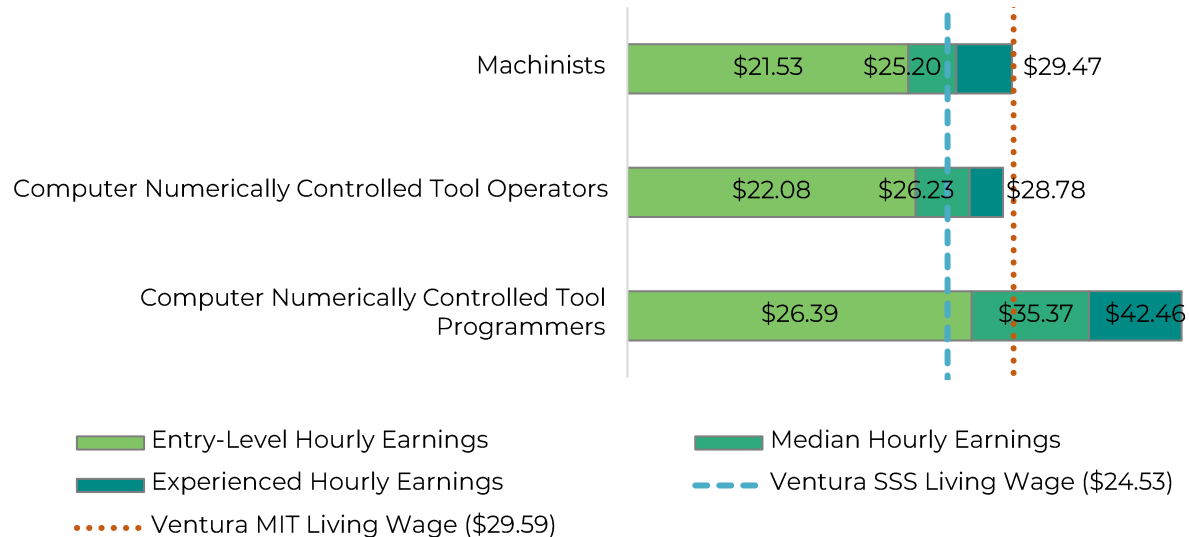 Machinists
$21.53 $25.20 $29.47
Computer Numerically Controlled Tool Operators
$22.08 $26.23 $28.78
Computer Numerically Controlled Tool
Programmers
$26.39 $35.37 $42.46
Entry-Level Hourly Earnings
Median Hourly Earnings
Experienced Hourly Earnings
Ventura SSS Living Wage ($24.53)
Ventura MIT Living Wage ($29.59)